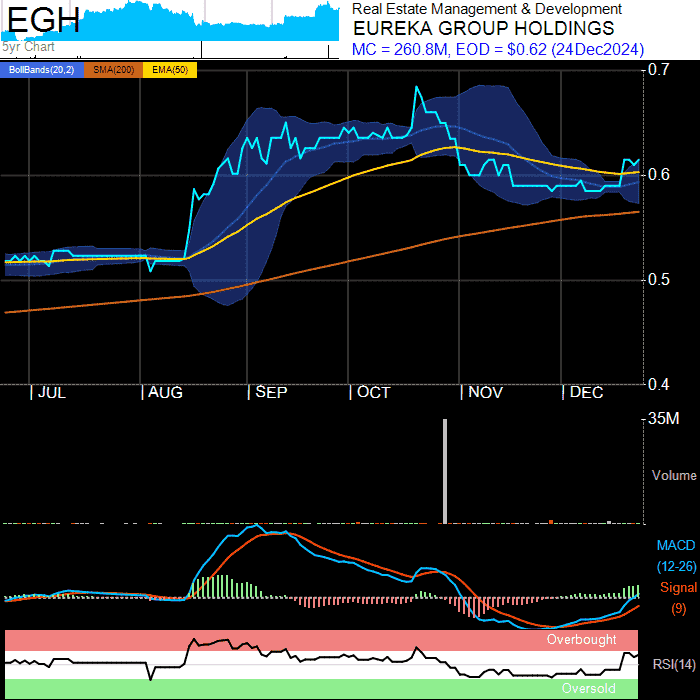 EGH
5yr Chart
Real Estate Management & Development
EUREKA GROUP HOLDINGS
MC = 260.8M, EOD = $0.62 (24Dec2024)
BollBands(20,2) SMA(200) EMA(50)
0.7
0.6
0.5
0.4
JUL AUG SEP OCT NOV DEC
35M
Volume
MACD
(12-26)
Signal
(9)
Overbought
RSI(14)
Oversold